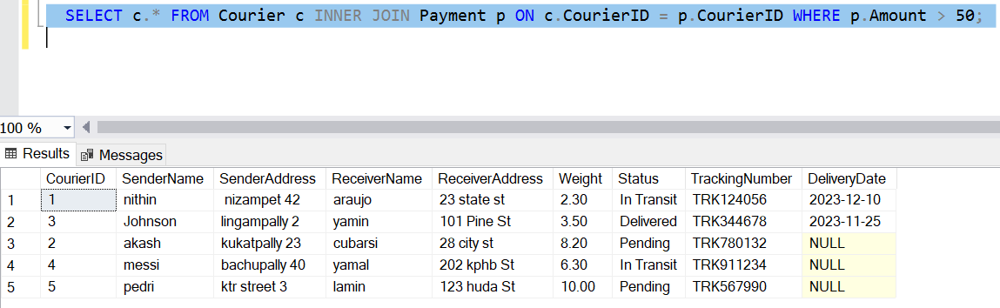 SELECT c.* FROM Courier c INNER JOIN Payment p ON c.CourierID = p.CourierID WHERE p.Amount > 50;
100 %
Results Messages
CourierID SenderName SenderAddress ReceiverName ReceiverAddress Weight Status TrackingNumber DeliveryDate
1 1 nithin nizampet 42 araujo 23 state st 2.30 In Transit TRK124056 2023-12-10
2 3 Johnson lingampally 2 yamin 101 Pine St 3.50 Delivered TRK344678 2023-11-25
3 2 akash kukatpally 23 cubarsi 28 city st 8.20 Pending TRK780132 NULL
4 4 messi bachupally 40 yamal 202 kphb St 6.30 In Transit TRK911234 NULL
5 5 pedri ktr street 3 lamin 123 huda St 10.00 Pending TRK567990 NULL